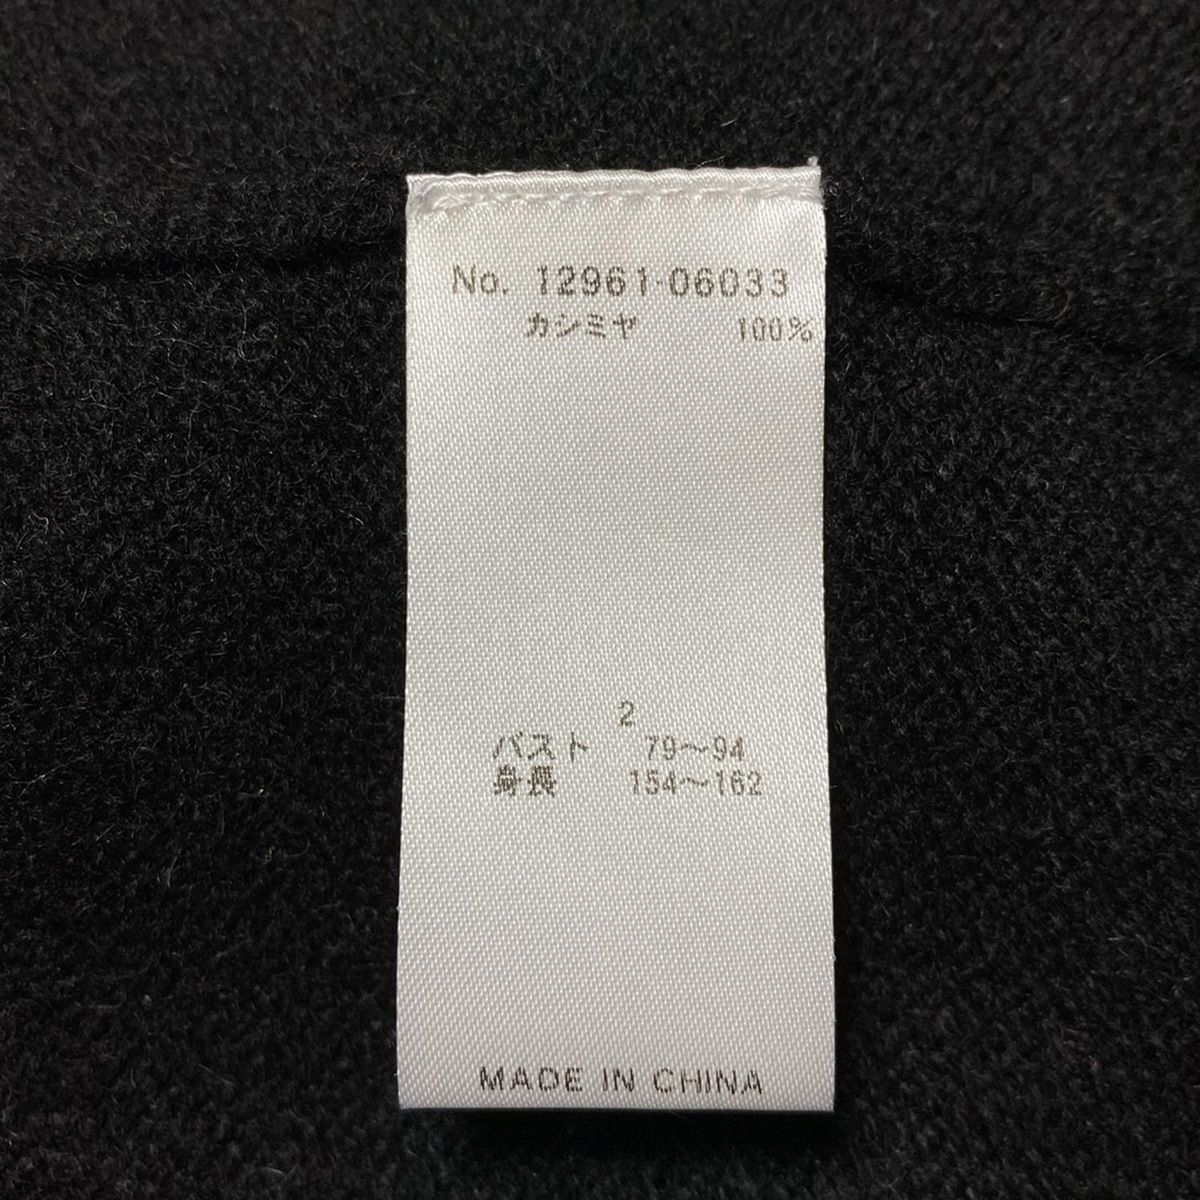 No. 12961-06033
カシミヤ 100%
2
バスト 79～94
身長 154～162
MADE IN CHINA